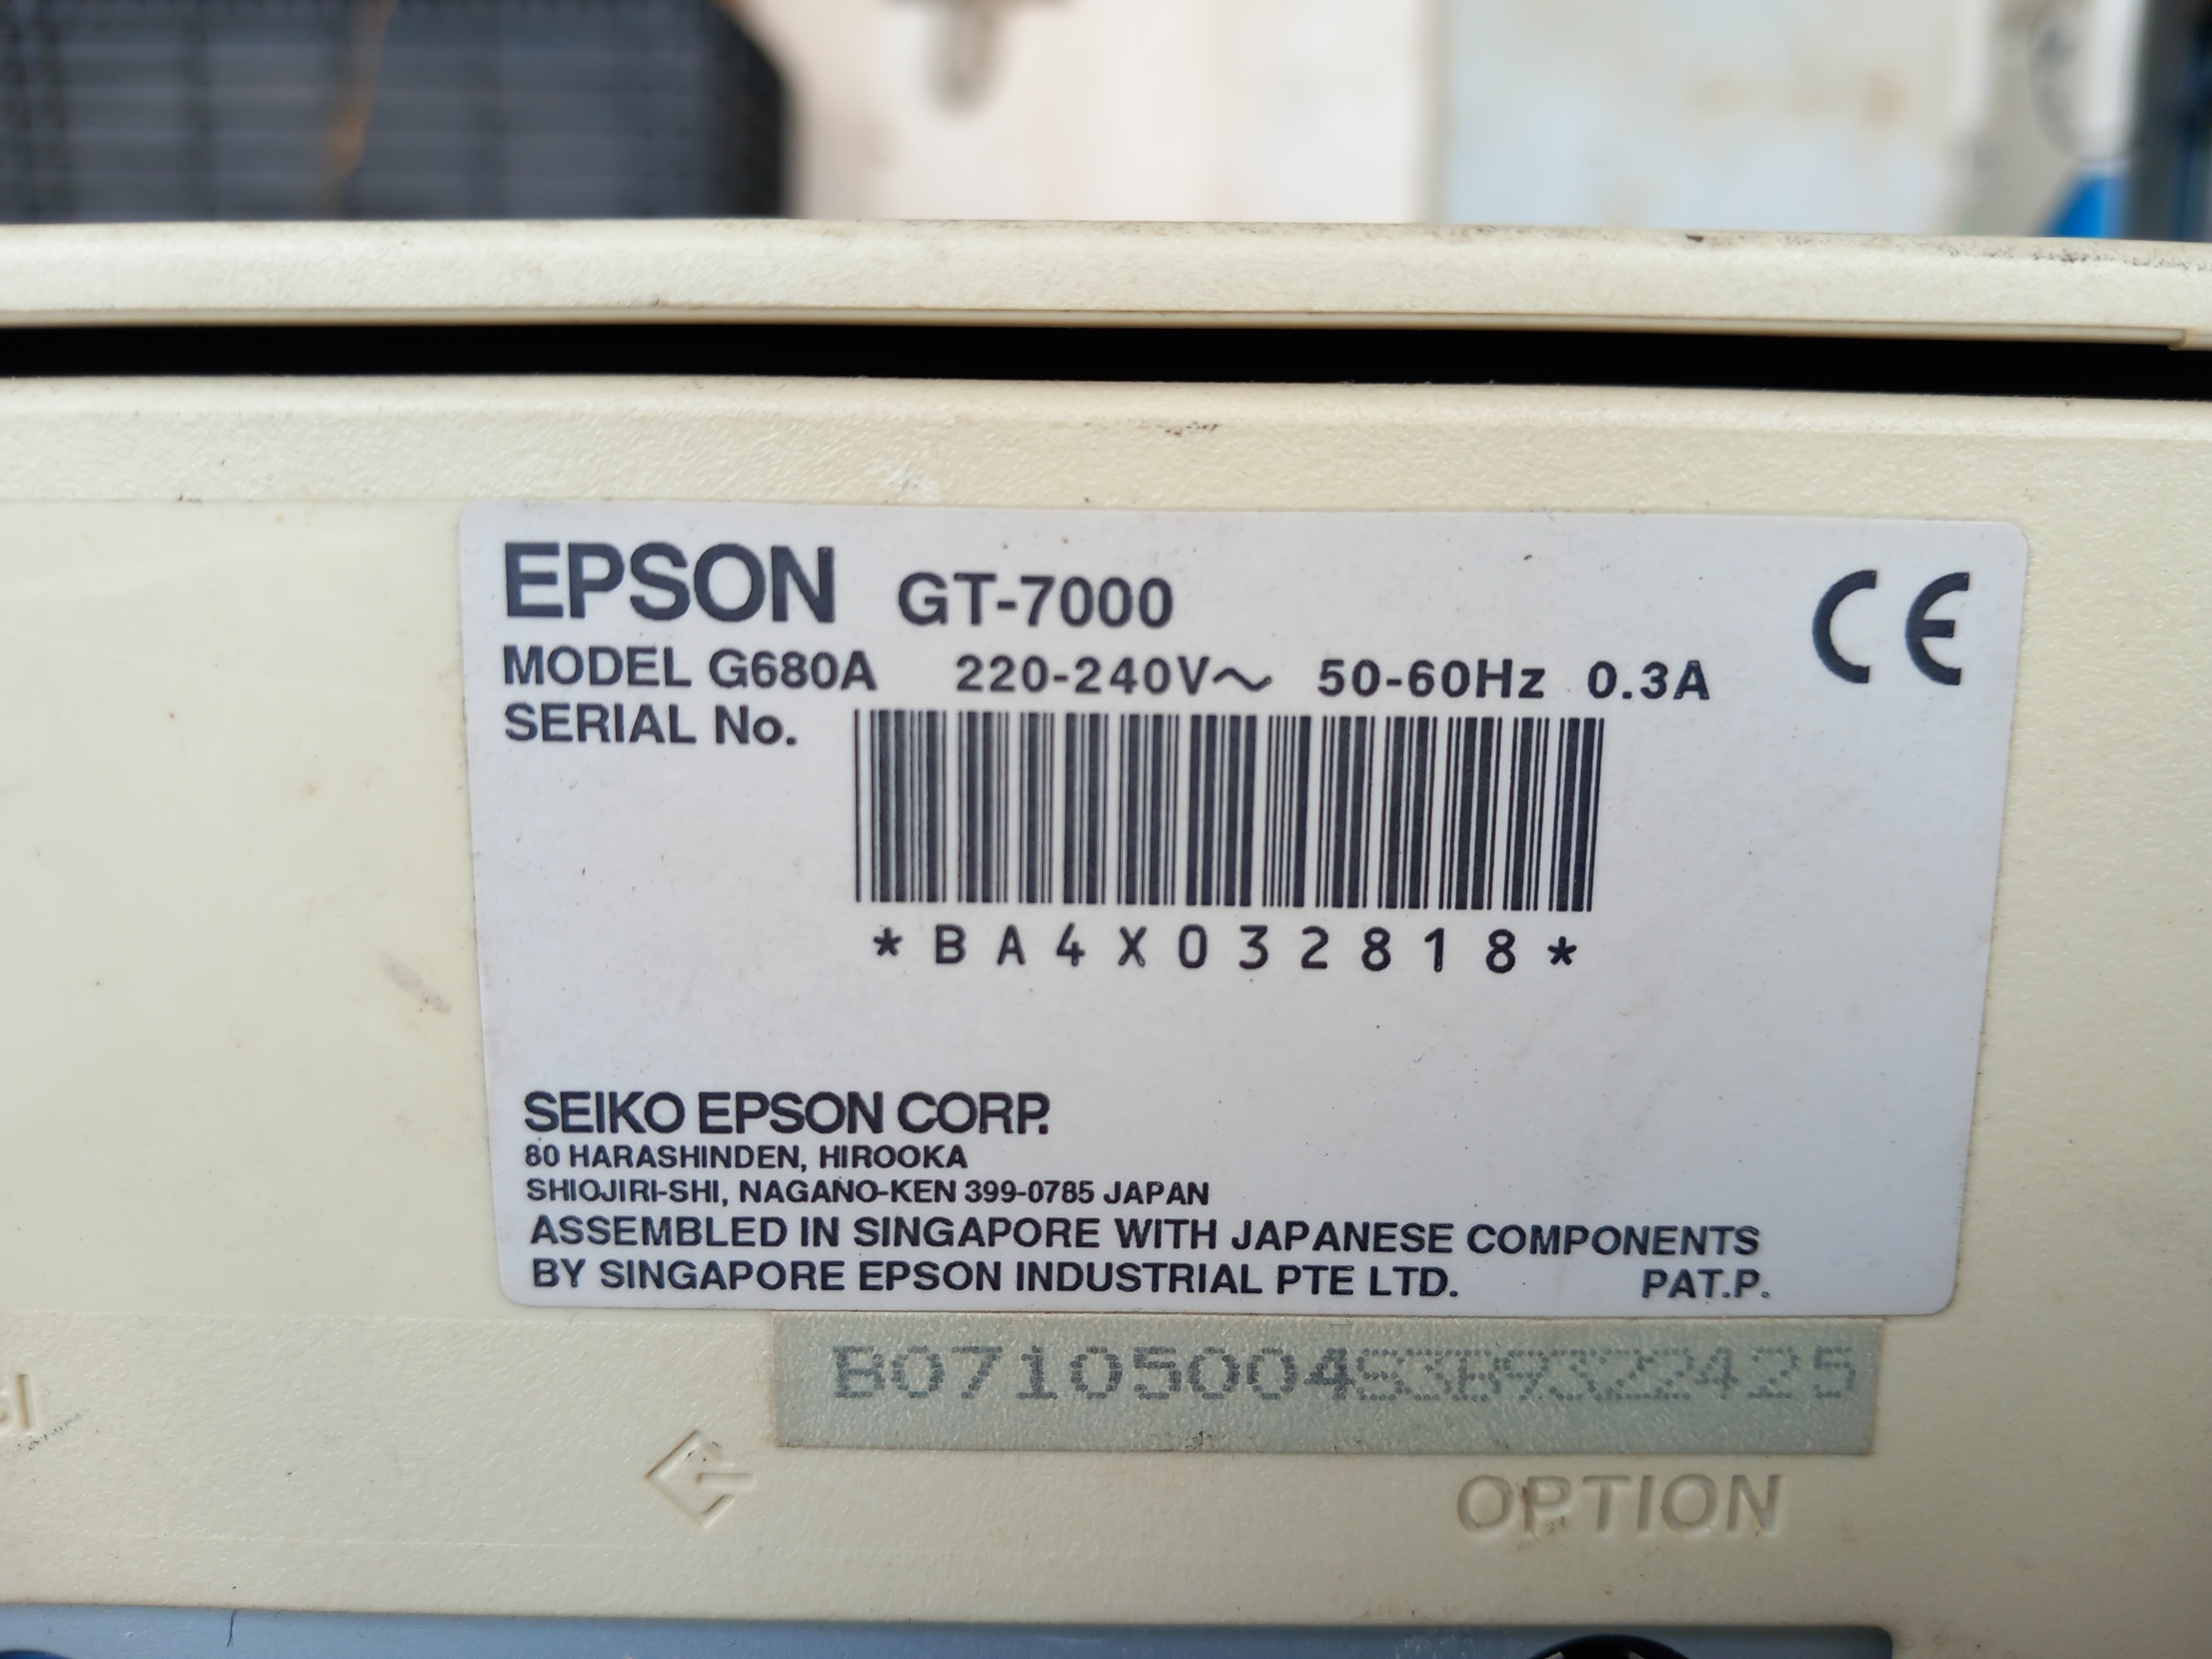 EPSON GT-7000
CE
MODEL G680A 220-240V~ 50-60Hz 0.3A
SERIAL No.
*BA4X032818*
SEIKO EPSON CORP.
80 HARASHINDEN, HIROOKA
SHIOJIRI-SHI, NAGANO-KEN 399-0785 JAPAN
ASSEMBLED IN SINGAPORE WITH JAPANESE COMPONENTS
BY SINGAPORE EPSON INDUSTRIAL PTE LTD. PAT.P.
OPTION